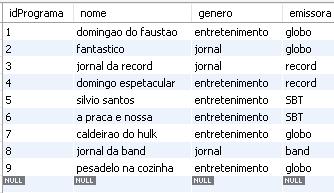 idPrograma nome genero emissora
1 domingao do faustao entretenimento globo
2 fantastico jornal globo
3 jornal da record jornal record
4 domingo espetacular entretenimento record
5 silvio santos entretenimento SBT
6 a praca e nossa entretenimento SBT
7 caldeirao do hulk entretenimento globo
8 jornal da band jornal band
9 pesadelo na cozinha entretenimento globo
NULL NULL NULL NULL